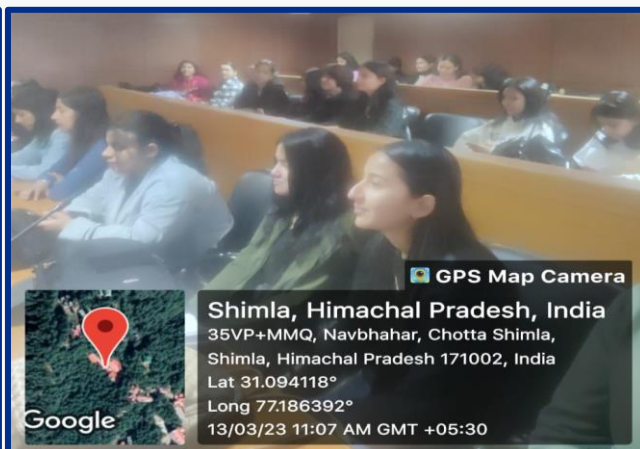 GPS Map Camera
Shimla, Himachal Pradesh, India
35VP+MMQ, Navbhahar, Chotta Shimla,
Shimla, Himachal Pradesh 171002, India
Lat 31.094118°
Long 77.186392°
13/03/23 11:07 AM GMT +05:30
Google